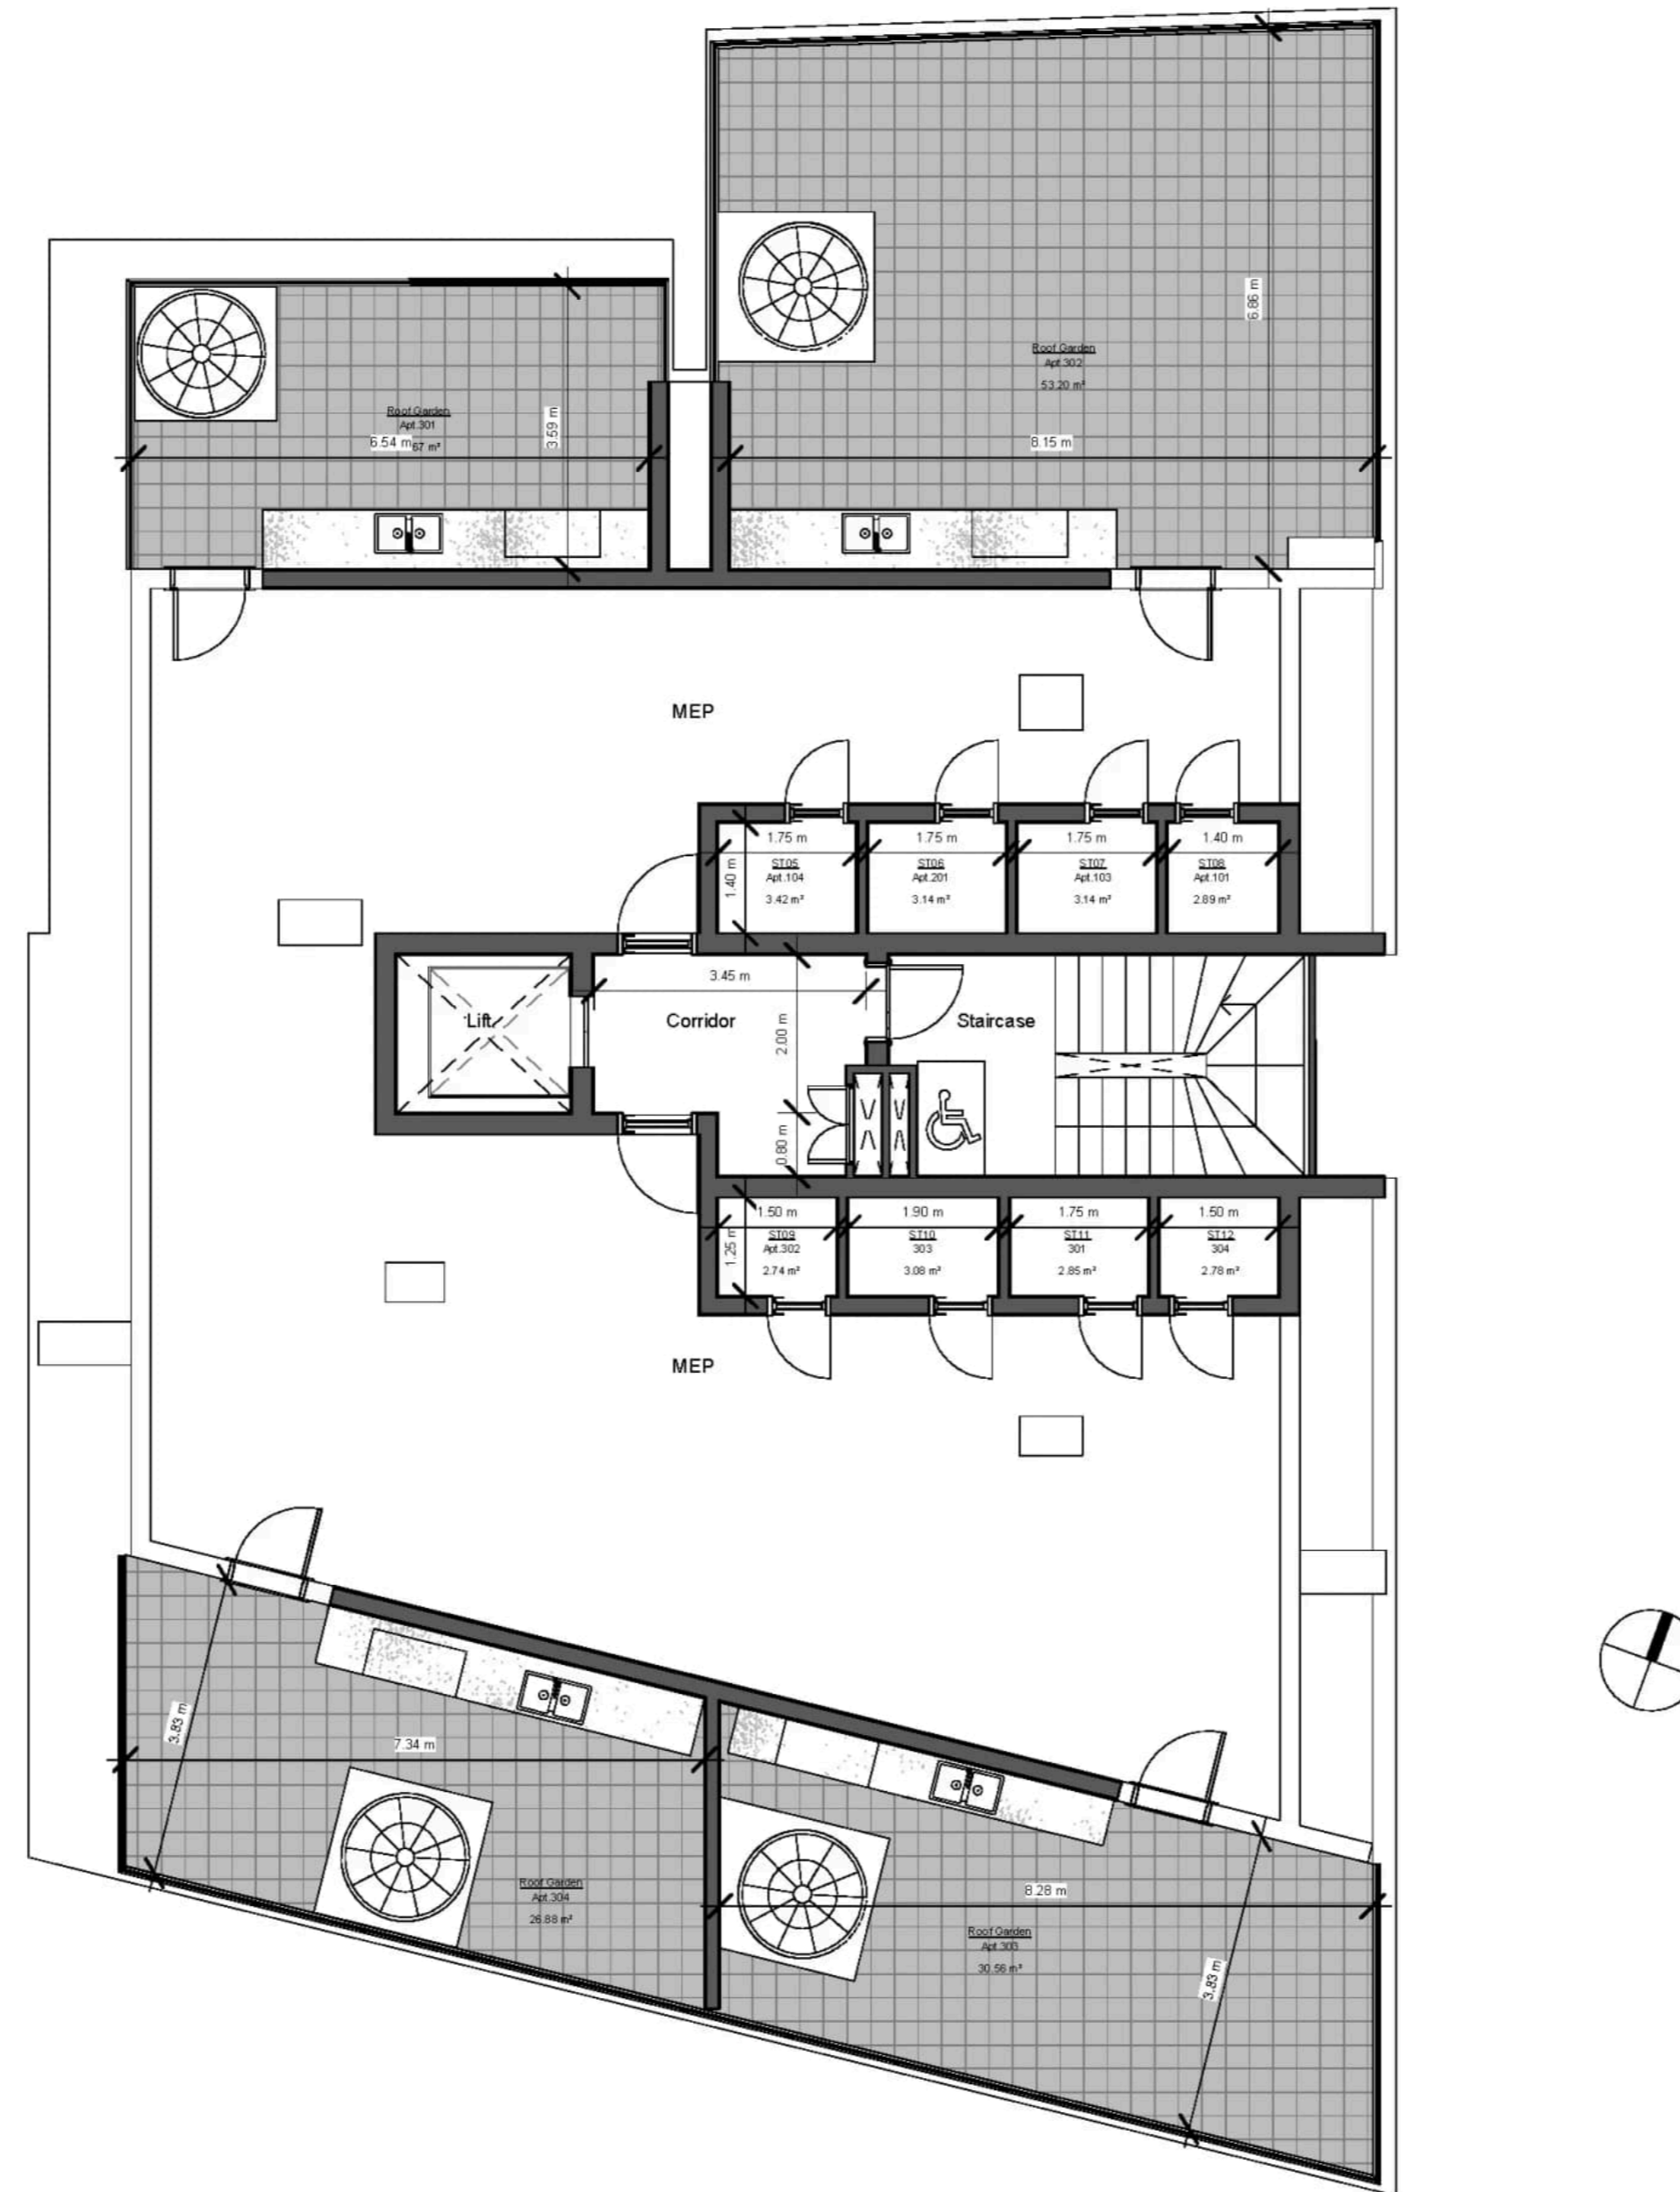 6.86 m
Roof Garden
Apt.302
53.20 m²
8.15 m
Roof Garden
Apt.301
6.54 m
67 m²
3.59 m
MEP
1.75 m
1.75 m
1.75 m
1.40 m
1.40 m
ST05
Apt.104
3.42 m²
ST06
Apt.201
3.14 m²
ST07
Apt.103
3.14 m²
ST08
Apt.101
2.89 m²
3.45 m
Lift
Corridor
2.00 m
Staircase
0.80 m
1.50 m
1.90 m
1.75 m
1.50 m
1.25 m
ST09
Apt.302
2.74 m²
ST10
303
3.08 m²
ST11
301
2.85 m²
ST12
304
2.78 m²
MEP
3.83 m
7.34 m
Roof Garden
Apt.304
26.88 m²
8.28 m
Roof Garden
Apt.303
30.56 m²
3.83 m